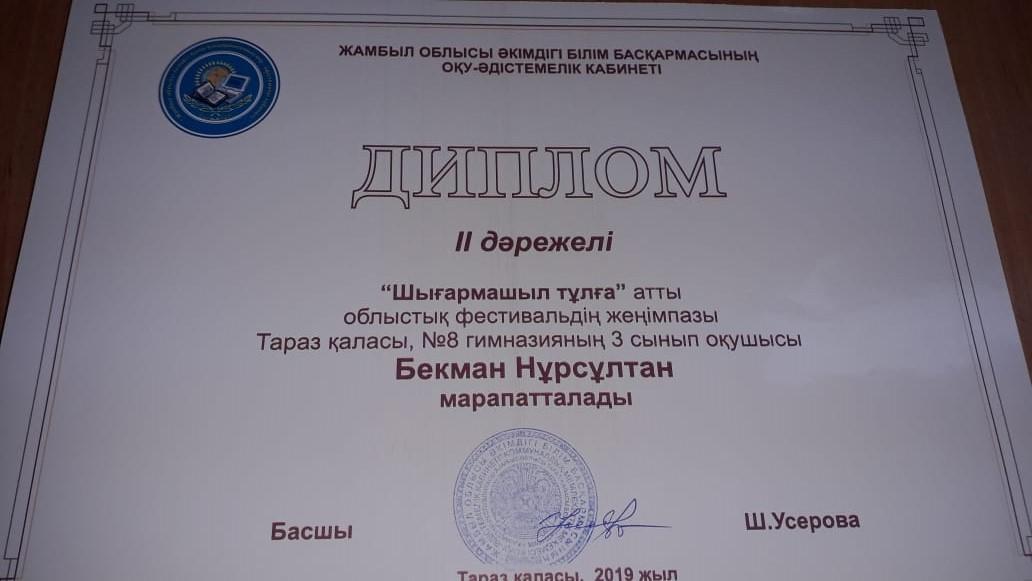 ЖАМБЫЛ ОБЛЫСЫ ӘКІМДІГІ БІЛІМ БАСҚАРМАСЫНЫҢ
ОҚУ-ӘДІСТЕМЕЛІК КАБИНЕТІ
ДИПЛОМ
II дәрежелі
“Шығармашыл тұлға” атты
облыстық фестивальдің жеңімпазы
Тараз қаласы, №8 гимназияның 3 сынып оқушысы
Бекман Нұрсұлтан
марапатталады
Басшы
Ш.Усерова
Тараз қаласы, 2019 жыл